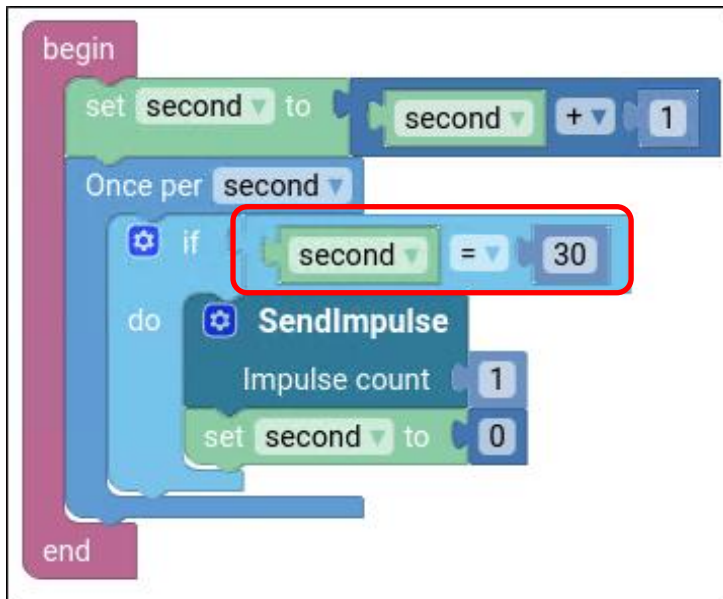 begin
set second to second + 1
Once per second
if second = 30
do SendImpulse
Impulse count 1
set second to 0
end